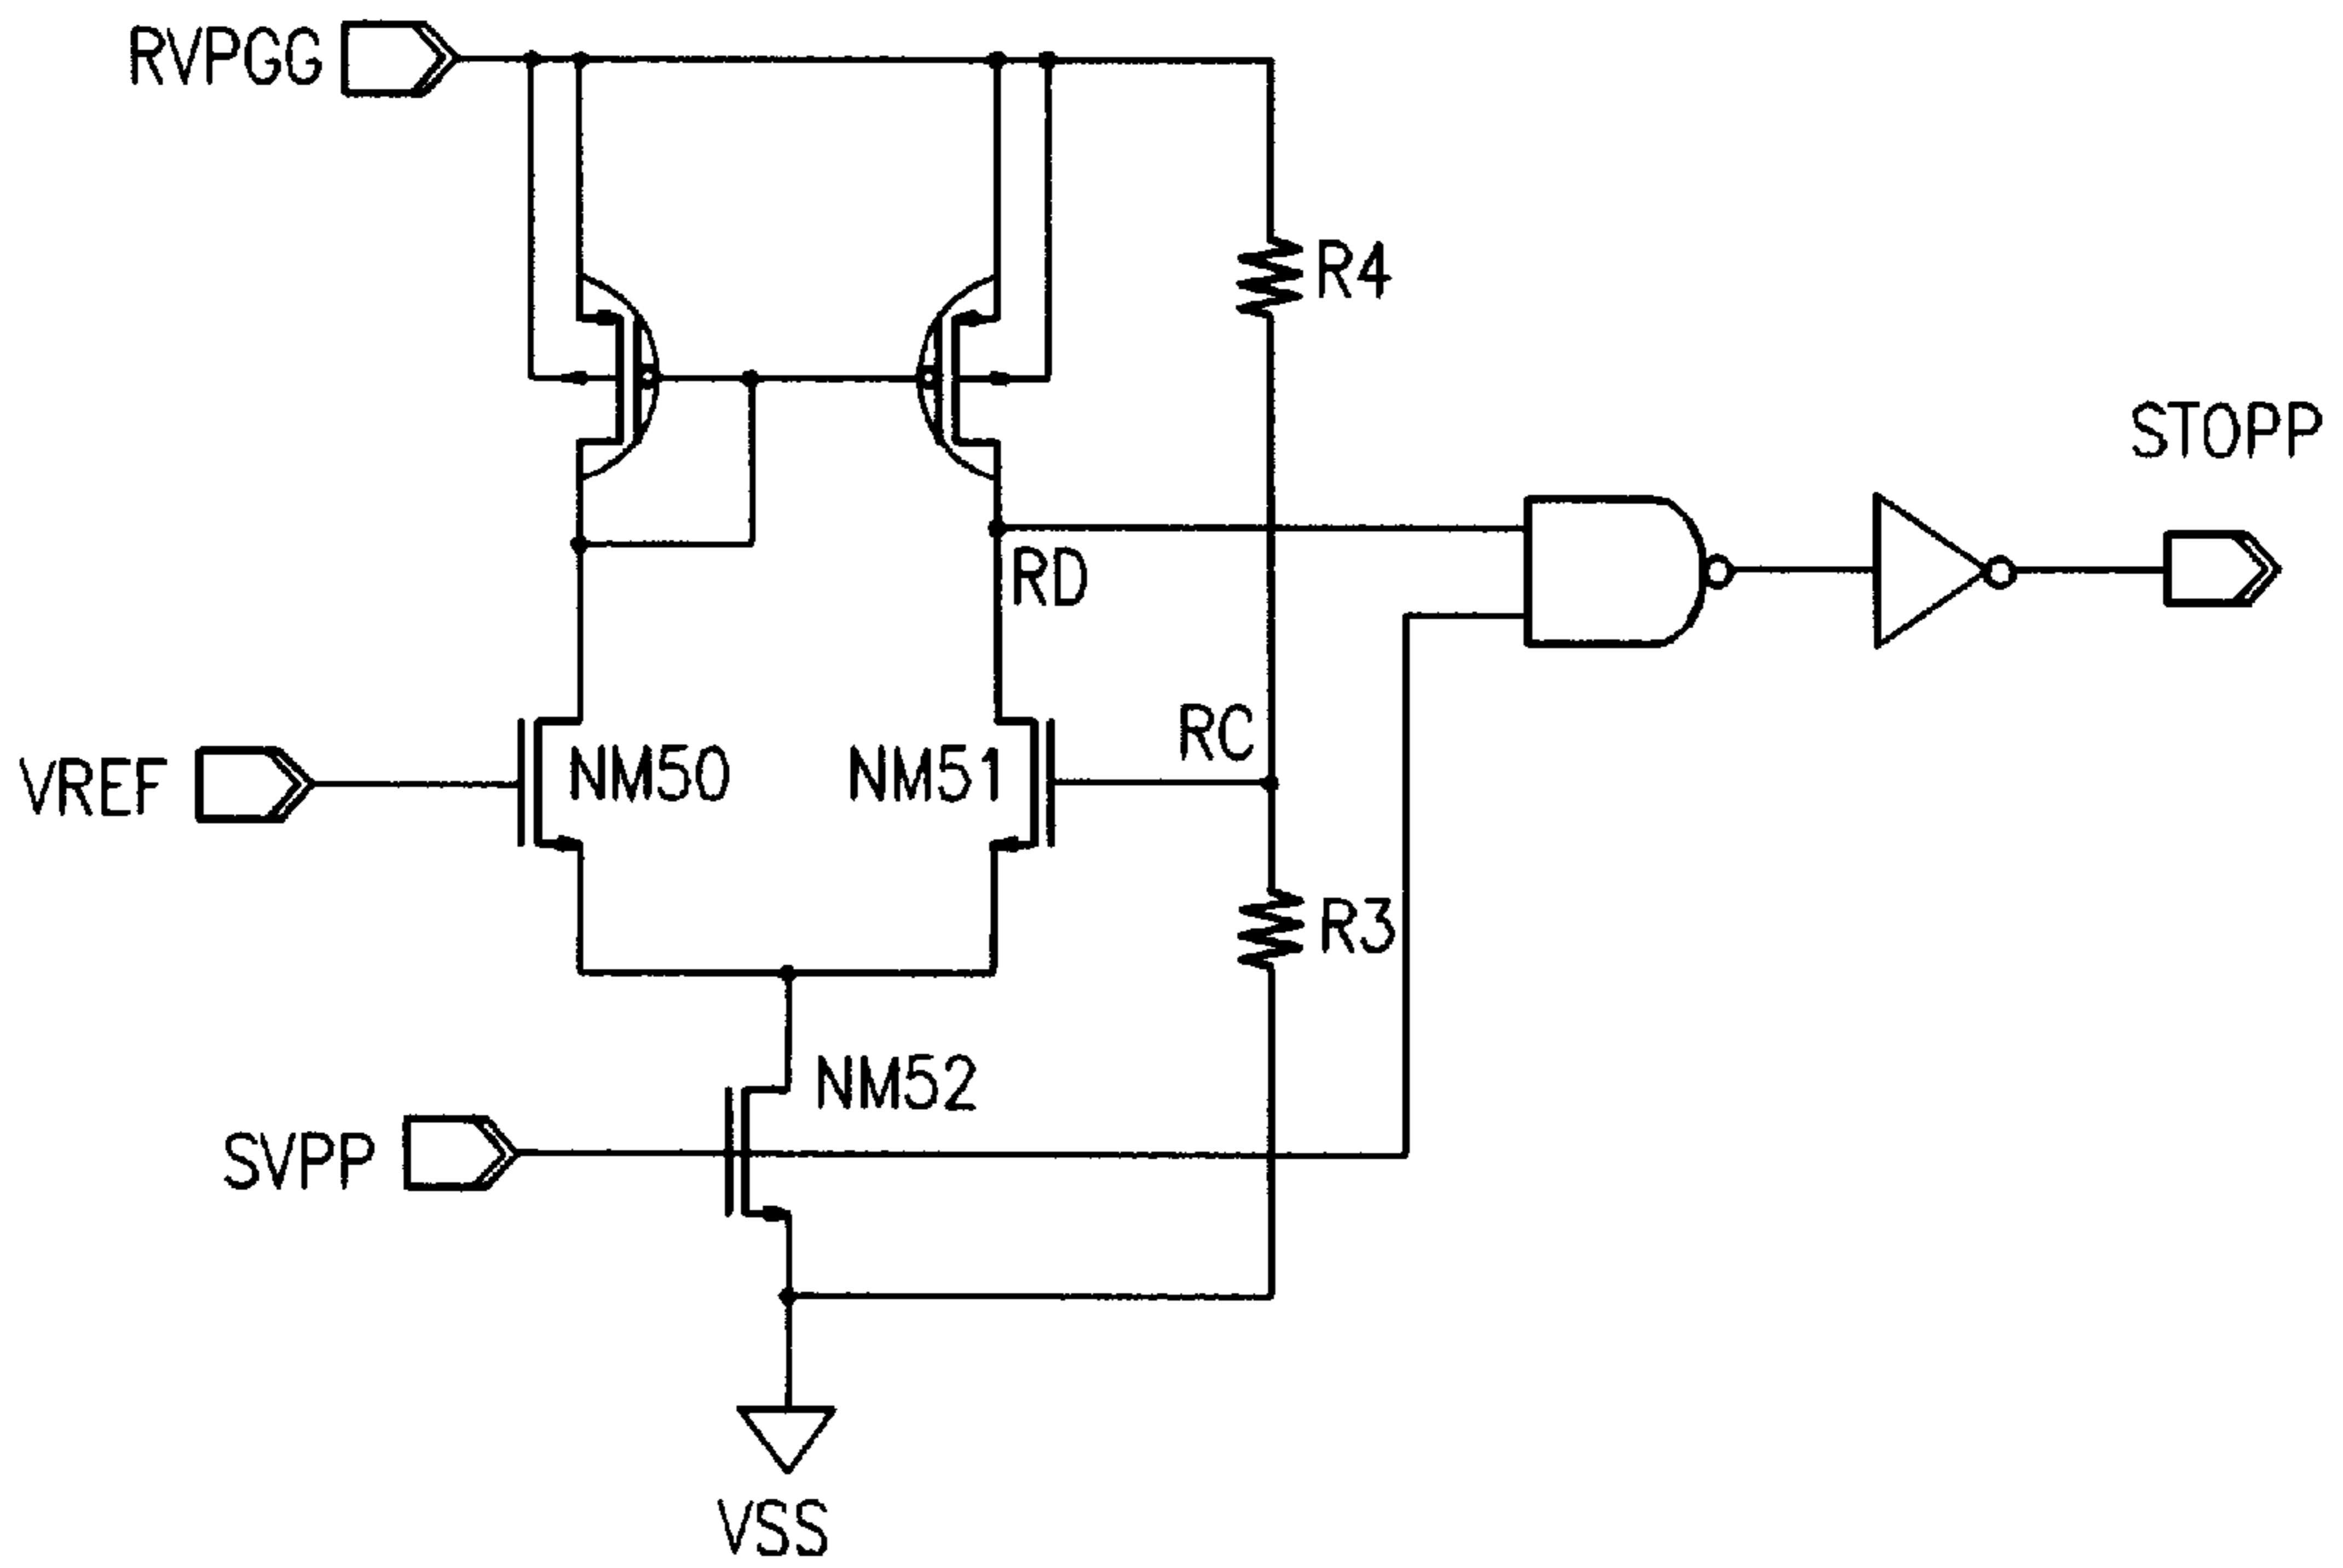 RVPGG
R4
STOPP
RD
RC
VREF
NM50
NM51
R3
NM52
SVPP
VSS